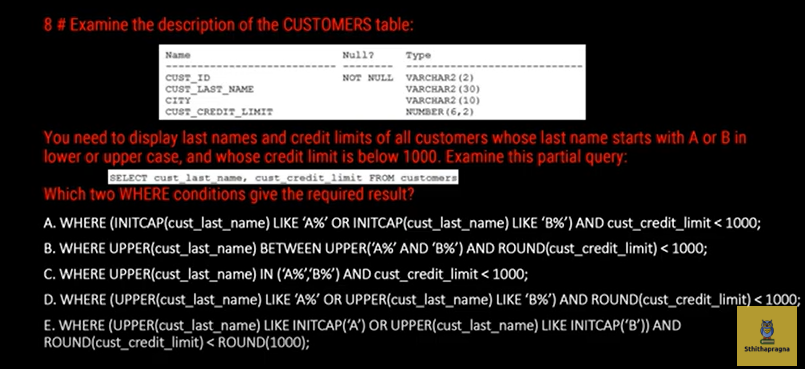 8 # Examine the description of the CUSTOMERS table:
Name Null? Type
CUST_ID NOT NULL VARCHAR2(2)
CUST_LAST_NAME VARCHAR2(30)
CITY VARCHAR2(10)
CUST_CREDIT_LIMIT NUMBER(6,2)
You need to display last names and credit limits of all customers whose last name starts with A or B in
lower or upper case, and whose credit limit is below 1000. Examine this partial query:
SELECT cust_last_name, cust_credit_limit FROM customers
Which two WHERE conditions give the required result?
A. WHERE (INITCAP(cust_last_name) LIKE ‘A%’ OR INITCAP(cust_last_name) LIKE ‘B%’) AND cust_credit_limit < 1000;
B. WHERE UPPER(cust_last_name) BETWEEN UPPER(‘A%’ AND ‘B%’) AND ROUND(cust_credit_limit) < 1000;
C. WHERE UPPER(cust_last_name) IN (‘A%’,‘B%’) AND cust_credit_limit < 1000;
D. WHERE (UPPER(cust_last_name) LIKE ‘A%’ OR UPPER(cust_last_name) LIKE ‘B%’) AND ROUND(cust_credit_limit) < 1000;
E. WHERE (UPPER(cust_last_name) LIKE INITCAP(‘A’) OR UPPER(cust_last_name) LIKE INITCAP(‘B’)) AND
ROUND(cust_credit_limit) < ROUND(1000);
Sthithapragna